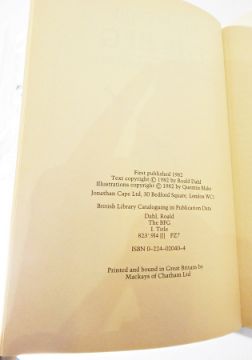 First published 1982
Text copyright © 1982 by Roald Dahl
Illustrations copyright © 1982 by Quentin Blake
Jonathan Cape Ltd, 30 Bedford Square, London WC1
British Library Cataloguing in Publication Data
Dahl, Roald
The BFG.
I. Title
823'.914 [J] PZ7
ISBN 0-224-02040-4
Printed and bound in Great Britain by
Mackays of Chatham Ltd